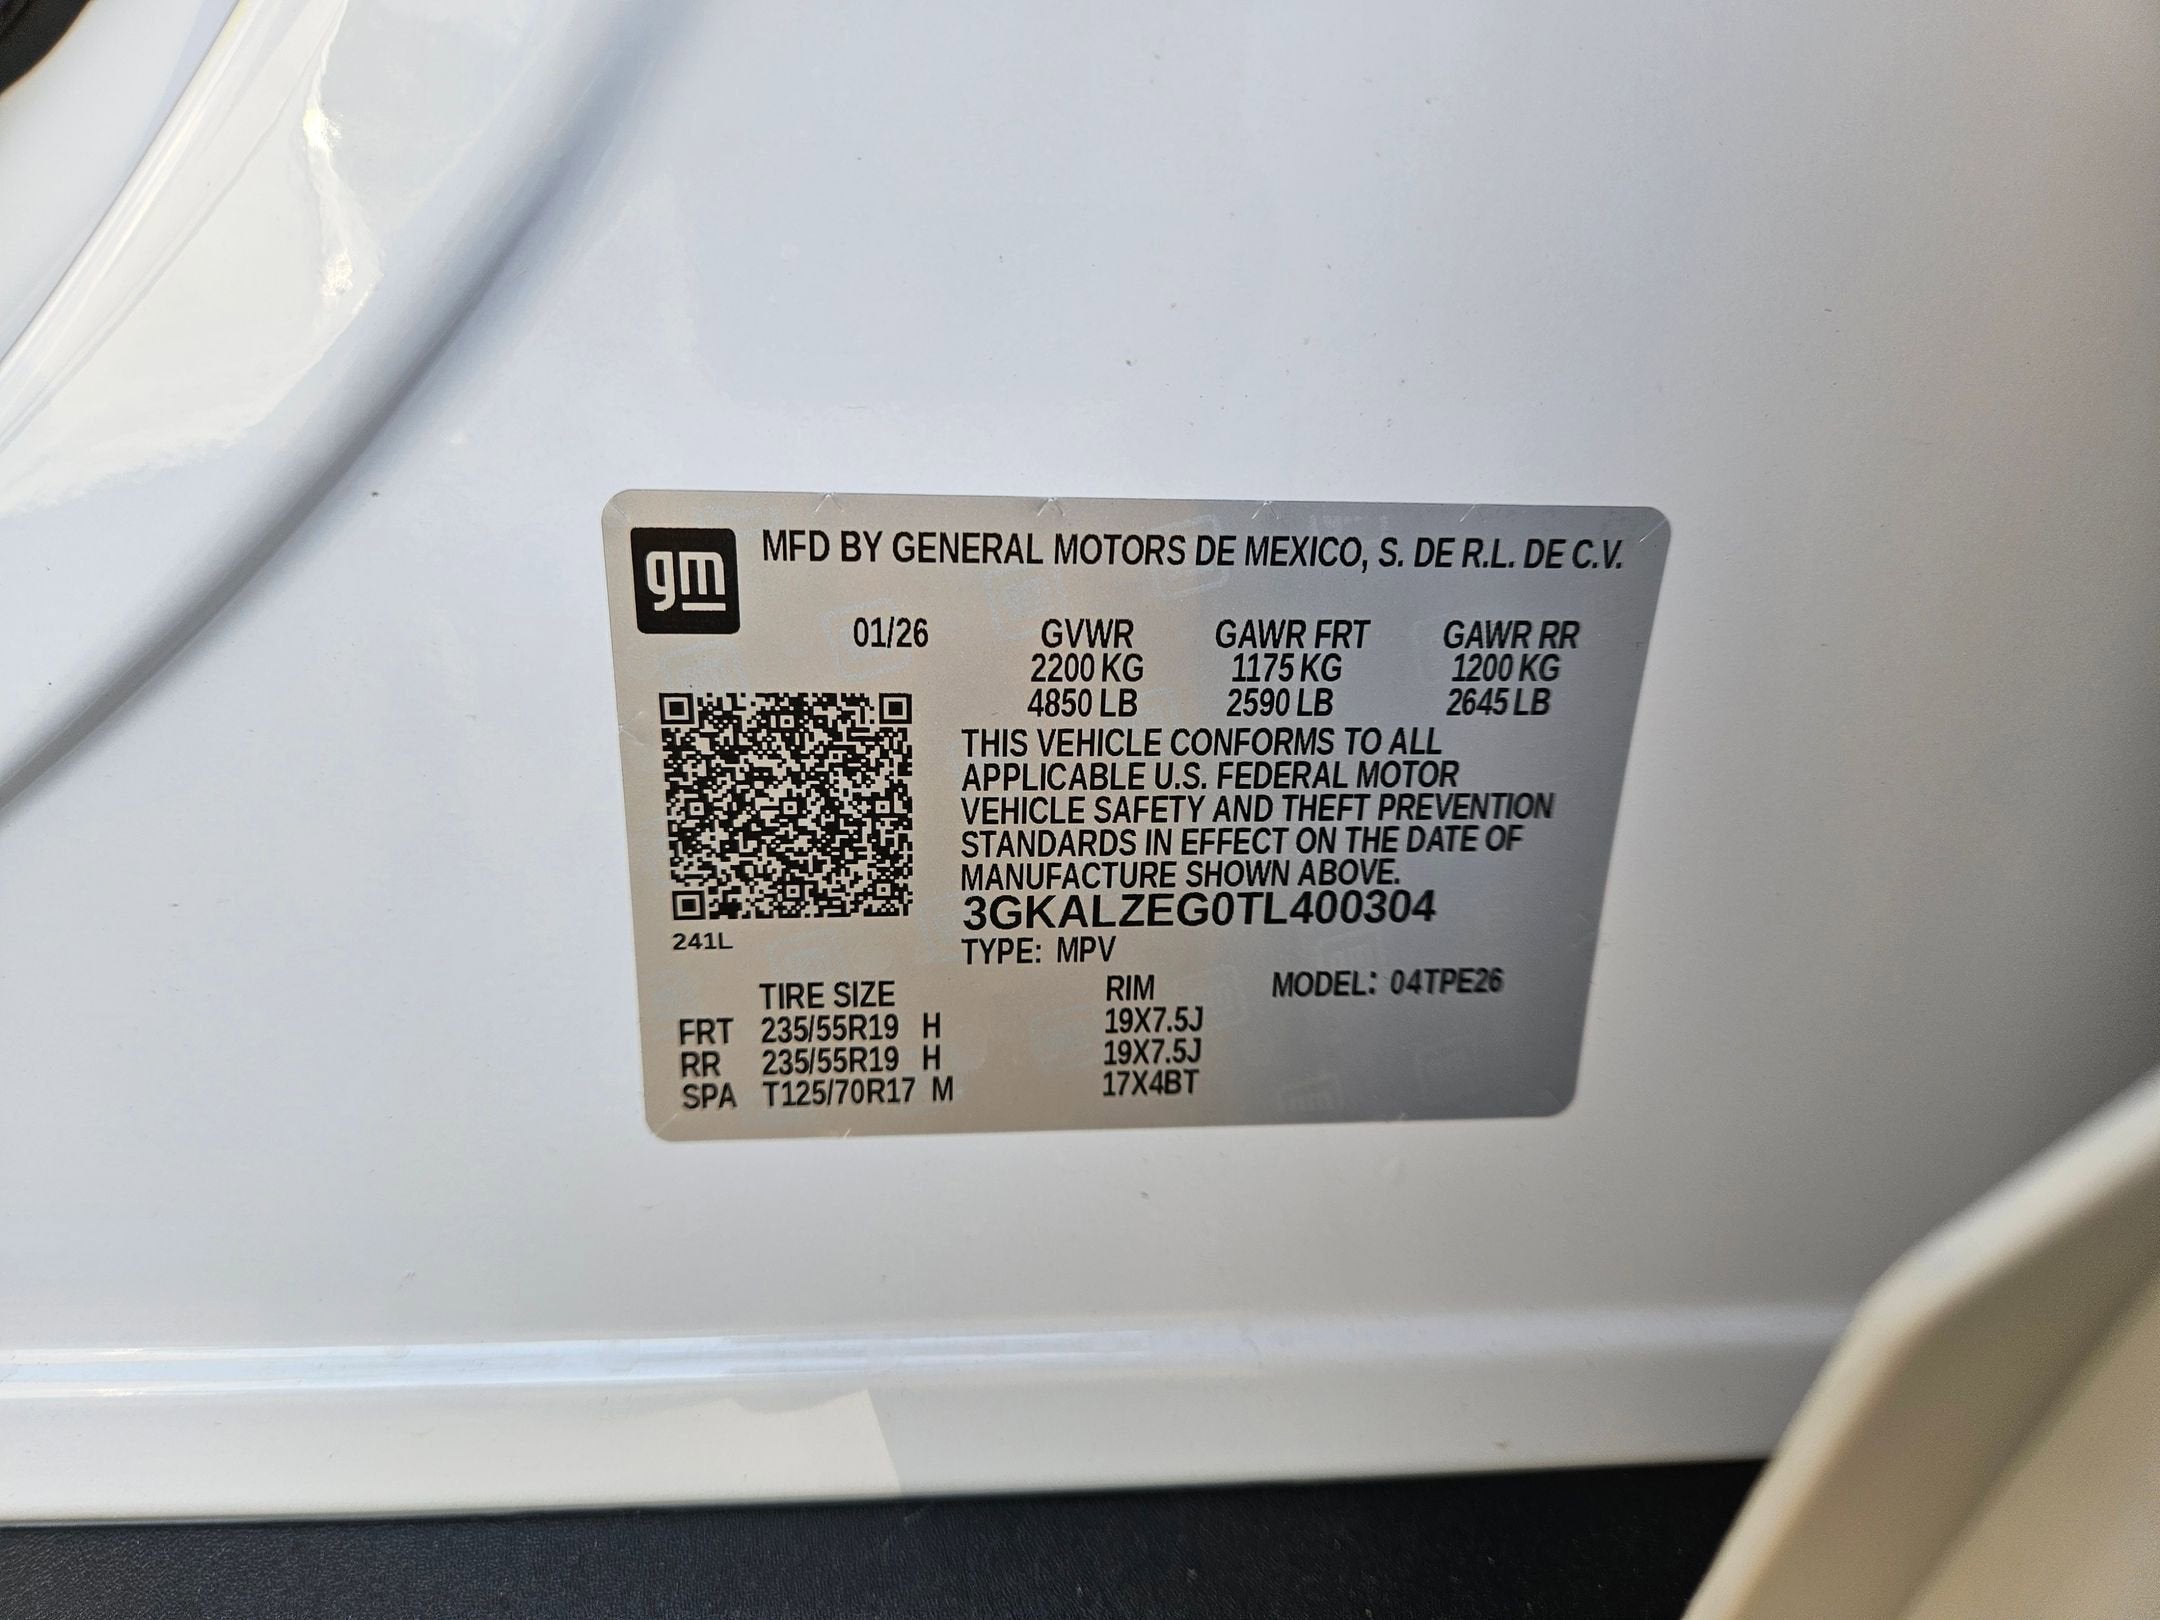 gm
MFD BY GENERAL MOTORS DE MEXICO, S. DE R.L. DE C.V.
01/26 GVWR GAWR FRT GAWR RR
2200 KG 1175 KG 1200 KG
4850 LB 2590 LB 2645 LB
THIS VEHICLE CONFORMS TO ALL
APPLICABLE U.S. FEDERAL MOTOR
VEHICLE SAFETY AND THEFT PREVENTION
STANDARDS IN EFFECT ON THE DATE OF
MANUFACTURE SHOWN ABOVE.
3GKALZEG0TL400304
241L
TYPE: MPV
TIRE SIZE RIM MODEL: 04TPE26
FRT 235/55R19 H 19X7.5J
RR 235/55R19 H 19X7.5J
SPA T125/70R17 M 17X4BT